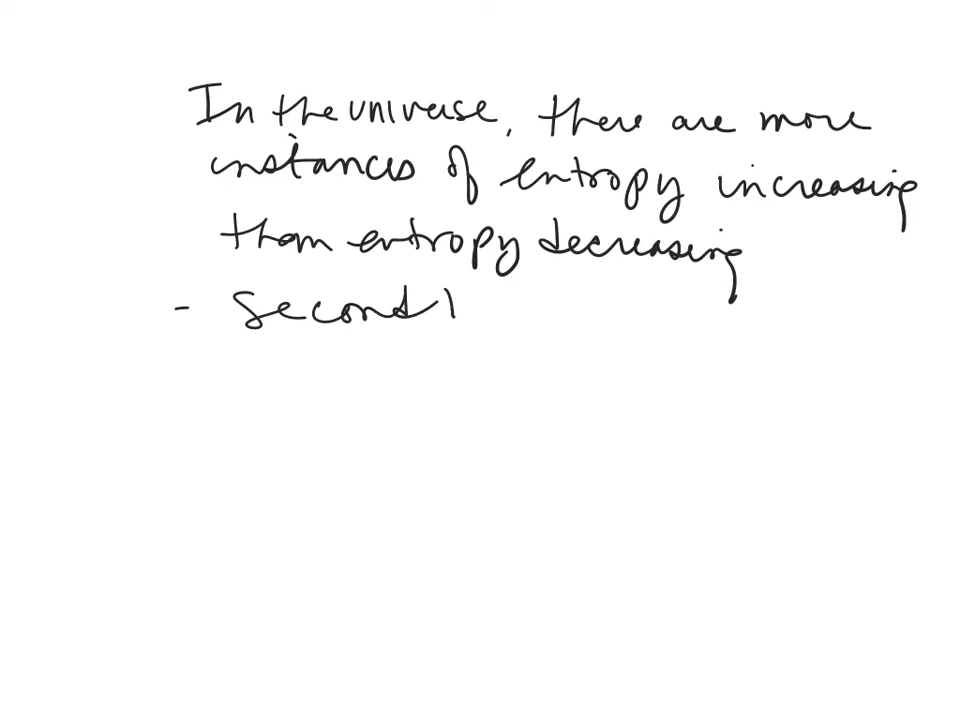 In the universe, there are more
instances of entropy increasing
than entropy decreasing
- Second l